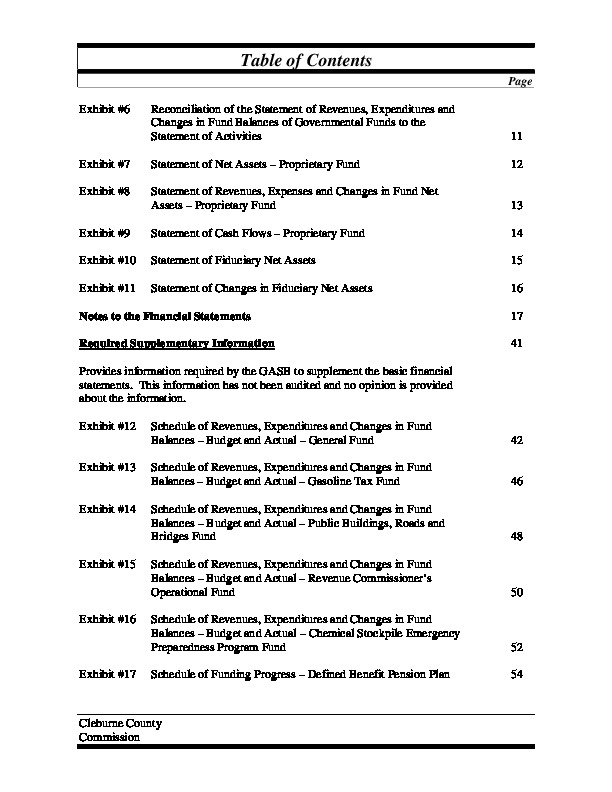 Table of Contents
Page
Exhibit #6 Reconciliation of the Statement of Revenues, Expenditures and
Changes in Fund Balances of Governmental Funds to the
Statement of Activities 11
Exhibit #7 Statement of Net Assets – Proprietary Fund 12
Exhibit #8 Statement of Revenues, Expenses and Changes in Fund Net
Assets – Proprietary Fund 13
Exhibit #9 Statement of Cash Flows – Proprietary Fund 14
Exhibit #10 Statement of Fiduciary Net Assets 15
Exhibit #11 Statement of Changes in Fiduciary Net Assets 16
Notes to the Financial Statements 17
Required Supplementary Information 41
Provides information required by the GASB to supplement the basic financial
statements. This information has not been audited and no opinion is provided
about the information.
Exhibit #12 Schedule of Revenues, Expenditures and Changes in Fund
Balances – Budget and Actual – General Fund 42
Exhibit #13 Schedule of Revenues, Expenditures and Changes in Fund
Balances – Budget and Actual – Gasoline Tax Fund 46
Exhibit #14 Schedule of Revenues, Expenditures and Changes in Fund
Balances – Budget and Actual – Public Buildings, Roads and
Bridges Fund 48
Exhibit #15 Schedule of Revenues, Expenditures and Changes in Fund
Balances – Budget and Actual – Revenue Commissioner's
Operational Fund 50
Exhibit #16 Schedule of Revenues, Expenditures and Changes in Fund
Balances – Budget and Actual – Chemical Stockpile Emergency
Preparedness Program Fund 52
Exhibit #17 Schedule of Funding Progress – Defined Benefit Pension Plan 54
Cleburne County
Commission